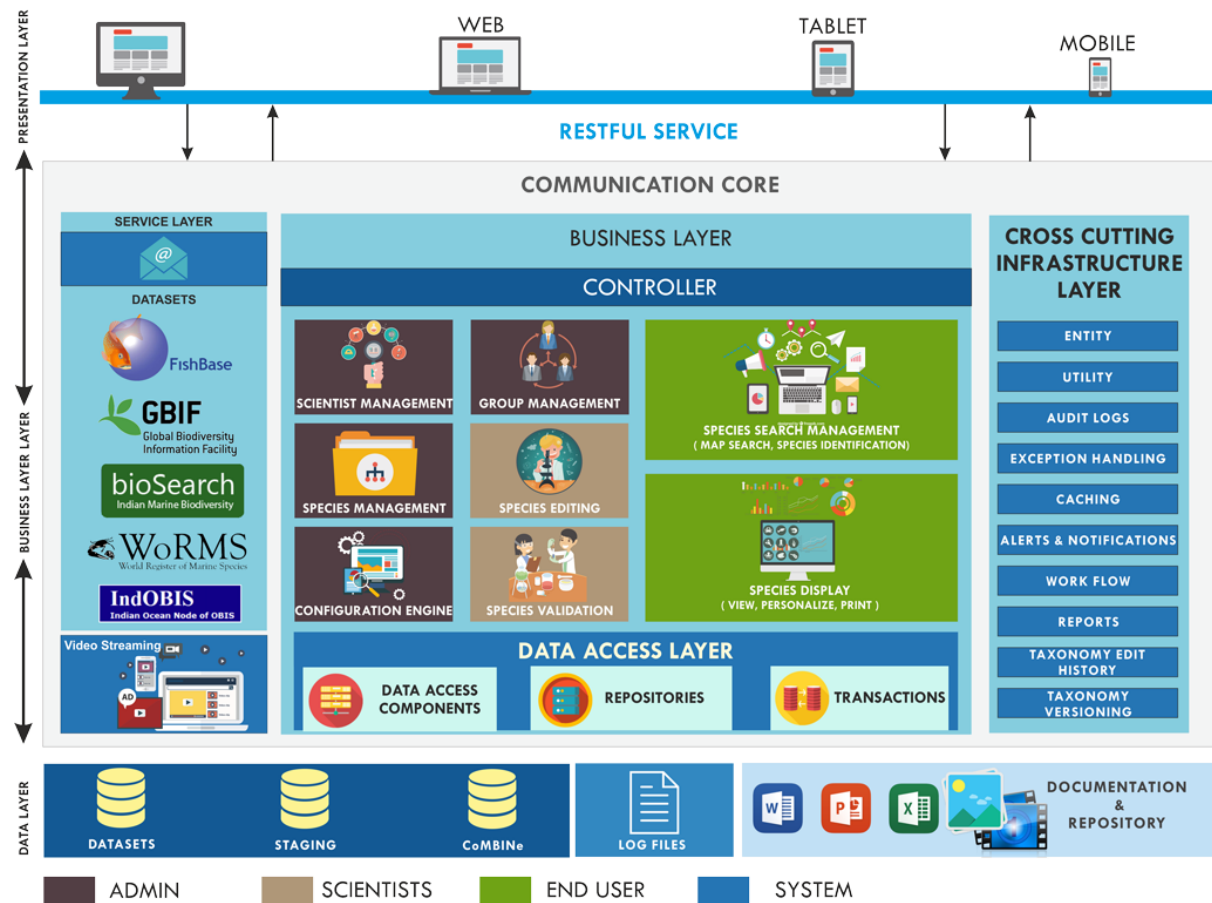 PRESENTATION LAYER
WEB
TABLET
MOBILE
RESTFUL SERVICE
COMMUNICATION CORE
BUSINESS LAYER LAYER
SERVICE LAYER
@
DATASETS
FishBase
GBIF
Global Biodiversity
Information Facility
bioSearch
Indian Marine Biodiversity
WoRMS
World Register of Marine Species
IndOBIS
Indian Ocean Node of OBIS
Video Streaming
AD
BUSINESS LAYER
CONTROLLER
SCIENTIST MANAGEMENT
GROUP MANAGEMENT
SPECIES SEARCH MANAGEMENT
( MAP SEARCH, SPECIES IDENTIFICATION)
SPECIES MANAGEMENT
SPECIES EDITING
CONFIGURATION ENGINE
SPECIES VALIDATION
SPECIES DISPLAY
( VIEW, PERSONALIZE, PRINT )
DATA ACCESS LAYER
DATA ACCESS
COMPONENTS
REPOSITORIES
TRANSACTIONS
CROSS CUTTING
INFRASTRUCTURE
LAYER
ENTITY
UTILITY
AUDIT LOGS
EXCEPTION HANDLING
CACHING
ALERTS & NOTIFICATIONS
WORK FLOW
REPORTS
TAXONOMY EDIT
HISTORY
TAXONOMY
VERSIONING
DATA LAYER
DATASETS
STAGING
CoMBINe
LOG FILES
W
P
X
DOCUMENTATION
&
REPOSITORY
ADMIN
SCIENTISTS
END USER
SYSTEM